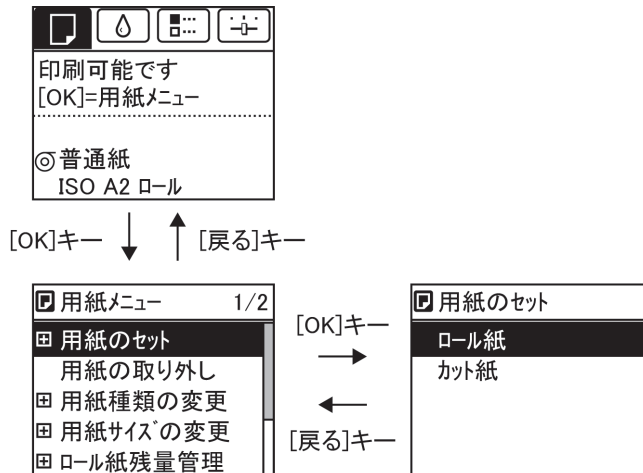 印刷可能です
[OK]=用紙メニュー
普通紙
ISO A2 ロール
[OK]キー
[戻る]キー
用紙メニュー 1/2
用紙のセット
用紙の取り外し
用紙種類の変更
用紙サイズの変更
ロール紙残量管理
[OK]キー
[戻る]キー
用紙のセット
ロール紙
カット紙